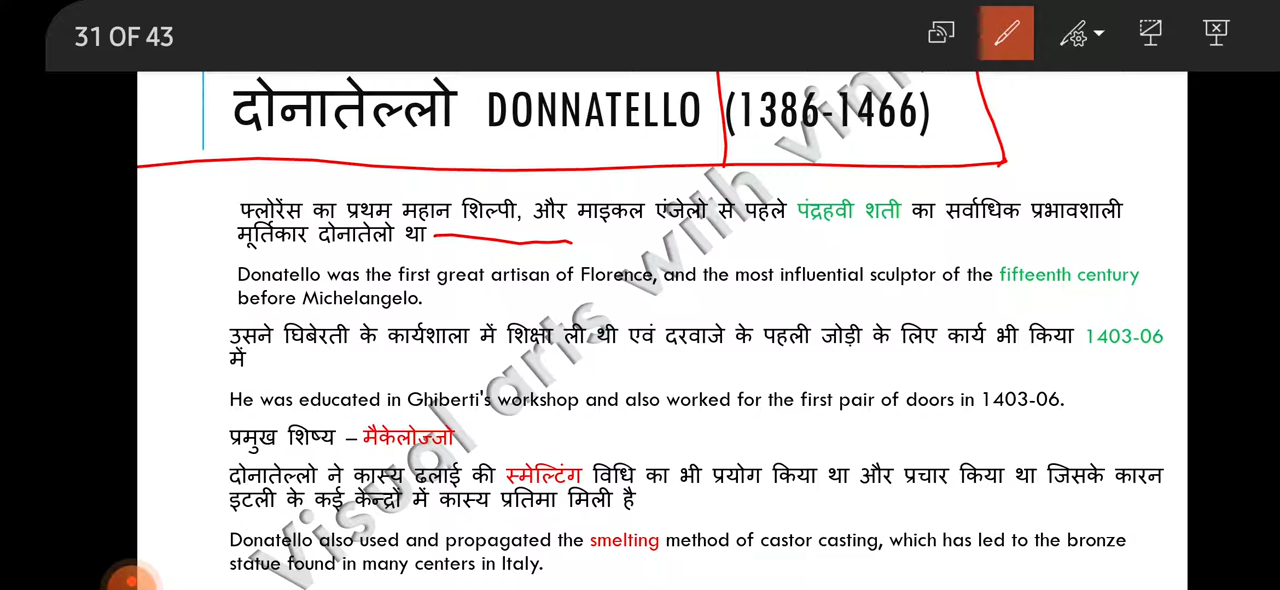 31 OF 43
दोनातेल्लो DONNATELLO (1386-1466)
फ्लोरेंस का प्रथम महान शिल्पी, और माइकल एंजेलो से पहले पंद्रहवी शती का सर्वाधिक प्रभावशाली
मूर्तिकार दोनातेलो था
Donatello was the first great artisan of Florence, and the most influential sculptor of the fifteenth century
before Michelangelo.
उसने घिबेरती के कार्यशाला में शिक्षा ली थी एवं दरवाजे के पहली जोड़ी के लिए कार्य भी किया 1403-06
में
He was educated in Ghiberti's workshop and also worked for the first pair of doors in 1403-06.
प्रमुख शिष्य – मैकेलोज्जो
दोनातेल्लो ने कास्य ढलाई की स्मेल्टिंग विधि का भी प्रयोग किया था और प्रचार किया था जिसके कारन
इटली के कई केन्द्रो में कास्य प्रतिमा मिली है
Donatello also used and propagated the smelting method of castor casting, which has led to the bronze
statue found in many centers in Italy.
Visual arts with